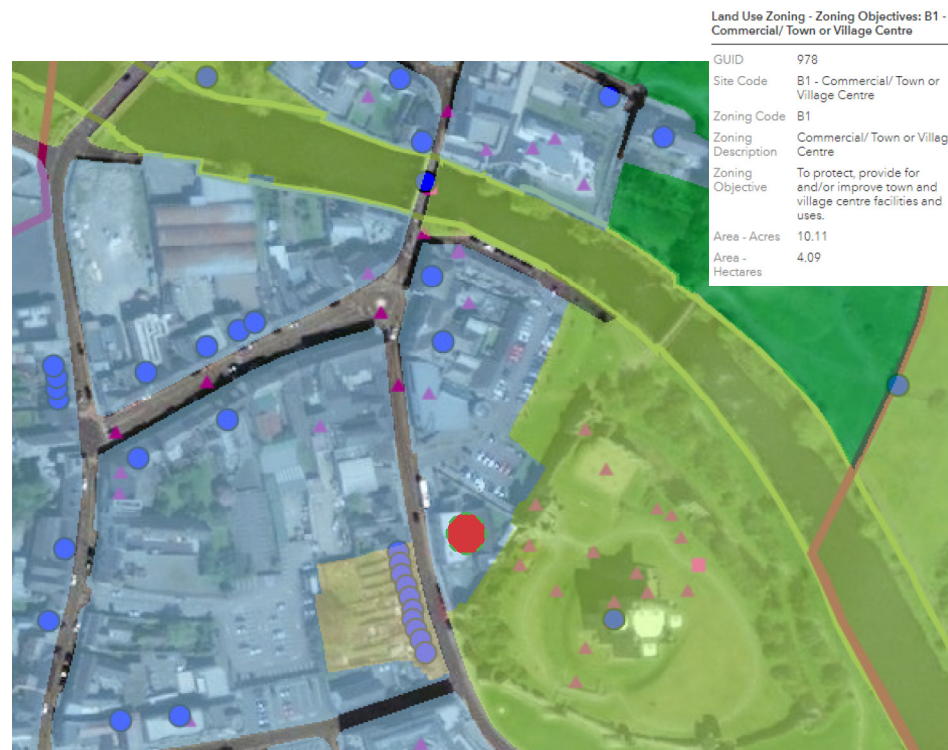 Land Use Zoning - Zoning Objectives: B1 -
Commercial/ Town or Village Centre
GUID 978
Site Code B1 - Commercial/ Town or
Village Centre
Zoning Code B1
Zoning Commercial/ Town or Villag
Description Centre
Zoning To protect, provide for
Objective and/or improve town and
village centre facilities and
uses.
Area - Acres 10.11
Area - 4.09
Hectares